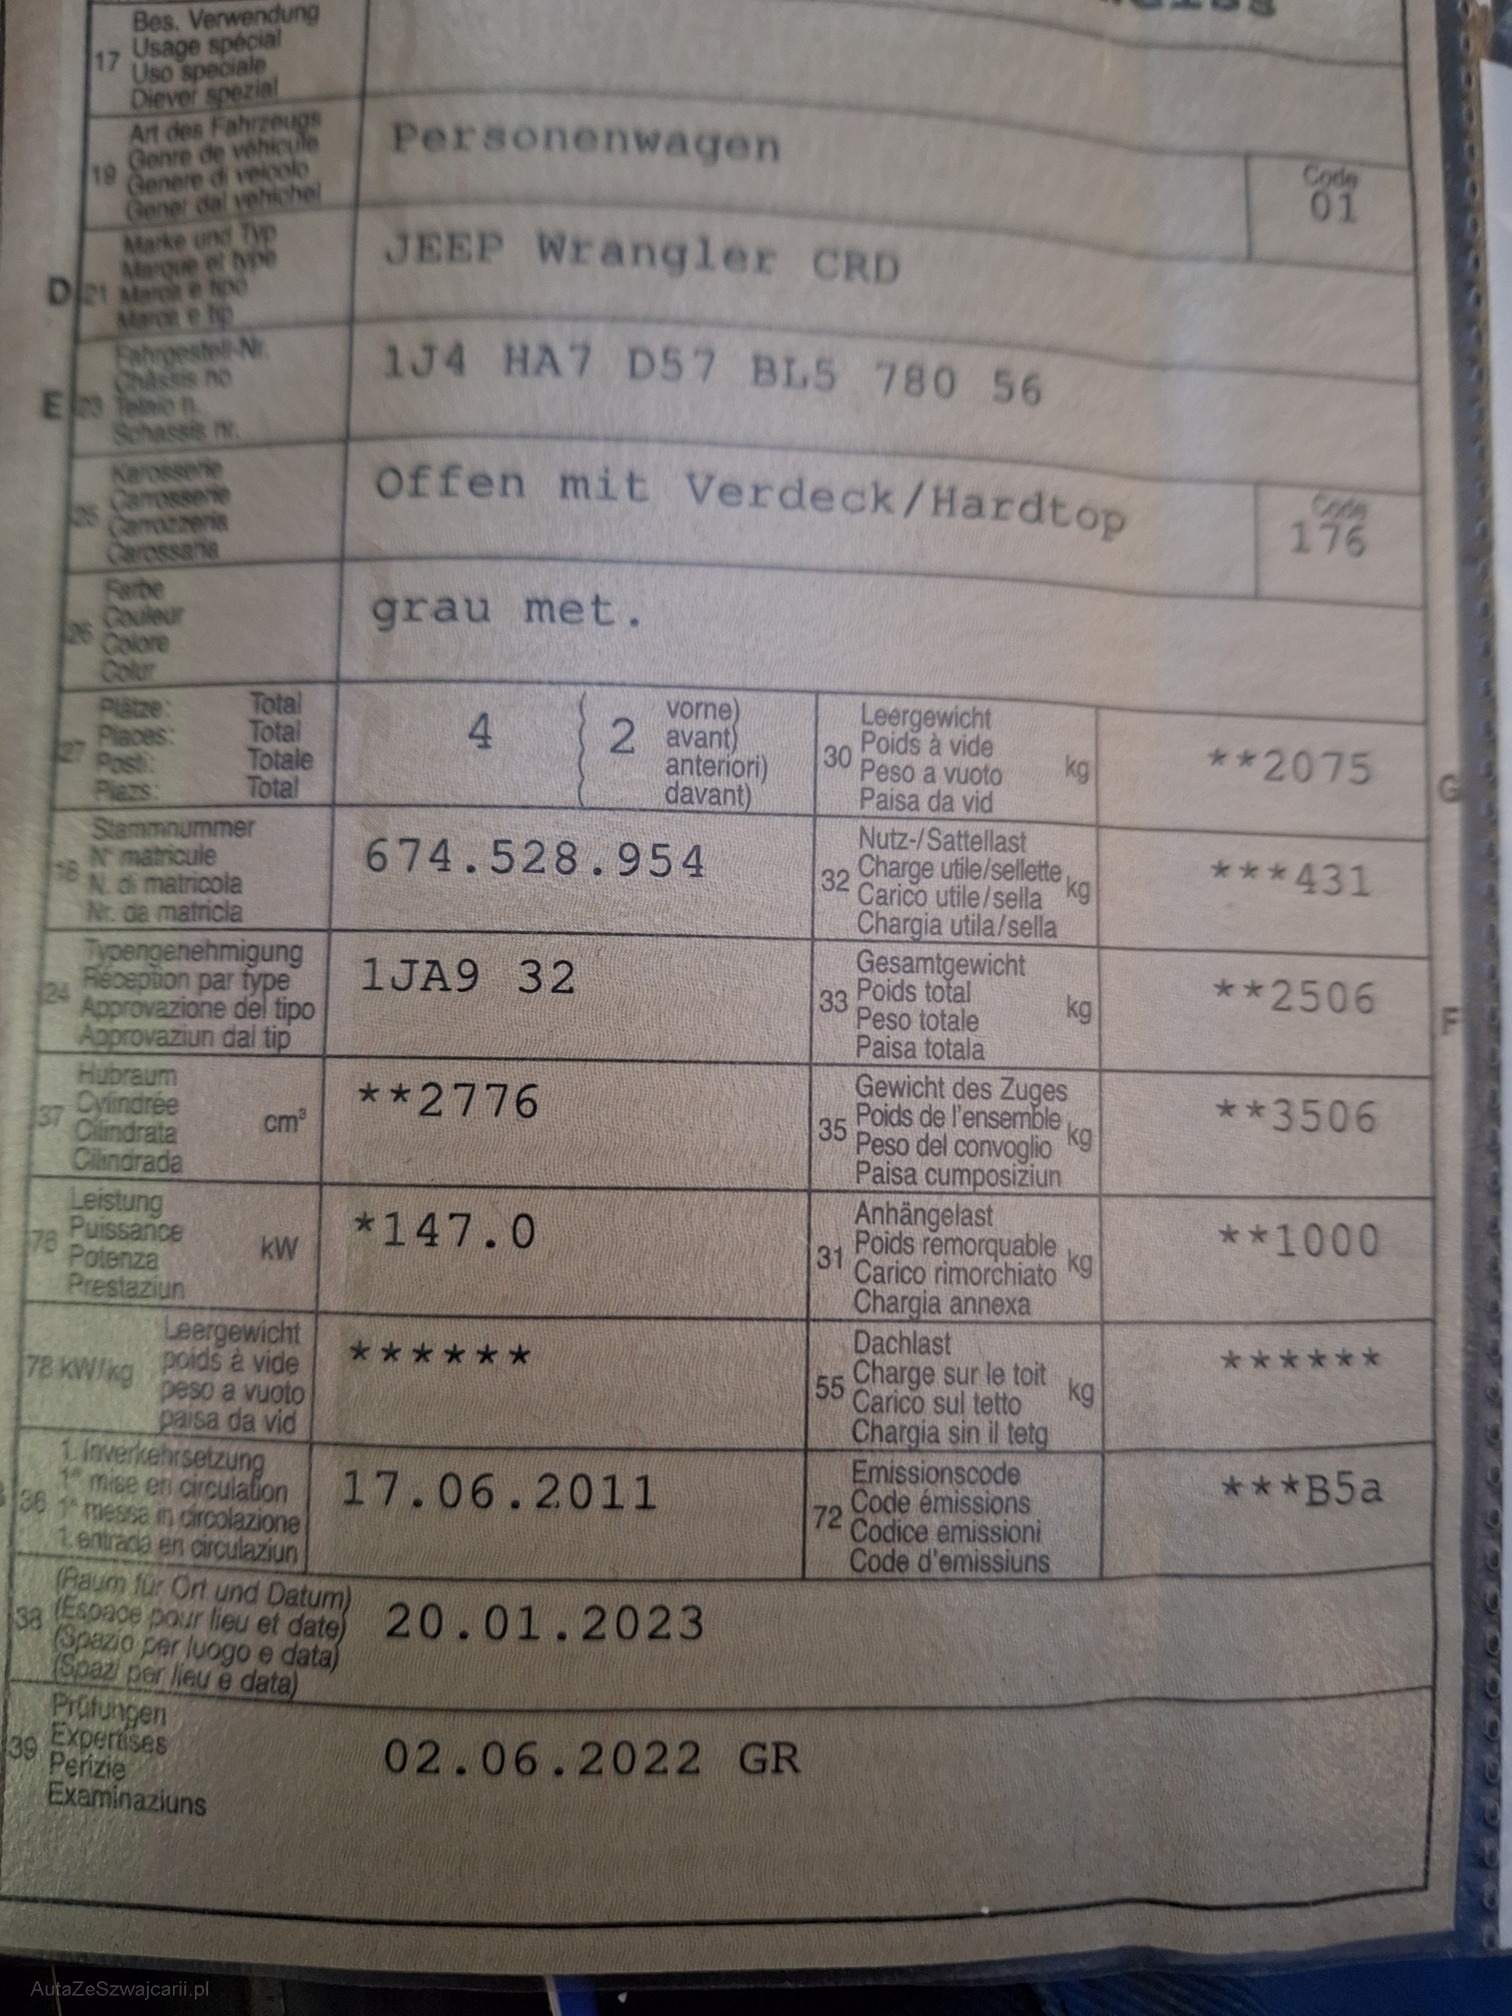 17 Bes. Verwendung
Usage spécial
Uso speciale
Diever spezial
19 Art des Fahrzeugs
Genre de véhicule
Genere di veicolo
Gener dal vehichel
Personenwagen
Code
01
D 21 Marke und Typ
Marque et type
Marca e tipo
Marca e tip
JEEP Wrangler CRD
E 23 Fahrgestell-Nr.
Châssis no
Telaio n.
Schassis nr.
1J4 HA7 D57 BL5 780 56
25 Karosserie
Carrosserie
Carrozzeria
Carossaria
Offen mit Verdeck/Hardtop
Code
176
26 Farbe
Couleur
Colore
Colur
grau met.
27 Plätze: Total
Places: Total
Posti: Totale
Plazs: Total
4 2
vorne)
avant)
anteriori)
davant)
30 Leergewicht
Poids à vide
Peso a vuoto kg
Paisa da vid
**2075
G
18 Stammnummer
N° matricule
N. di matricola
Nr. da matricla
674.528.954
32 Nutz-/Sattellast
Charge utile/sellette
Carico utile/sella kg
Chargia utila/sella
***431
24 Typengenehmigung
Réception par type
Approvazione del tipo
Approvaziun dal tip
1JA9 32
33 Gesamtgewicht
Poids total
Peso totale kg
Paisa totala
**2506
F
37 Hubraum
Cylindrée
Cilindrata cm³
Cilindrada
**2776
35 Gewicht des Zuges
Poids de l'ensemble
Peso del convoglio kg
Paisa cumposiziun
**3506
76 Leistung
Puissance
Potenza kW
Prestaziun
*147.0
31 Anhängelast
Poids remorquable
Carico rimorchiato kg
Chargia annexa
**1000
78 kW/kg Leergewicht
poids à vide
peso a vuoto
paisa da vid
******
55 Dachlast
Charge sur le toit
Carico sul tetto kg
Chargia sin il tetg
******
36 1. Inverkehrsetzung
1re mise en circulation
1a messa in circolazione
1. entrada en circulaziun
17.06.2011
72 Emissionscode
Code émissions
Codice emissioni
Code d'emissiuns
***B5a
38 (Raum für Ort und Datum)
(Espace pour lieu et date)
(Spazio per luogo e data)
(Spazi per lieu e data)
20.01.2023
39 Prüfungen
Expertises
Perizie
Examinaziuns
02.06.2022 GR
AutaZeSzwajcarii.pl